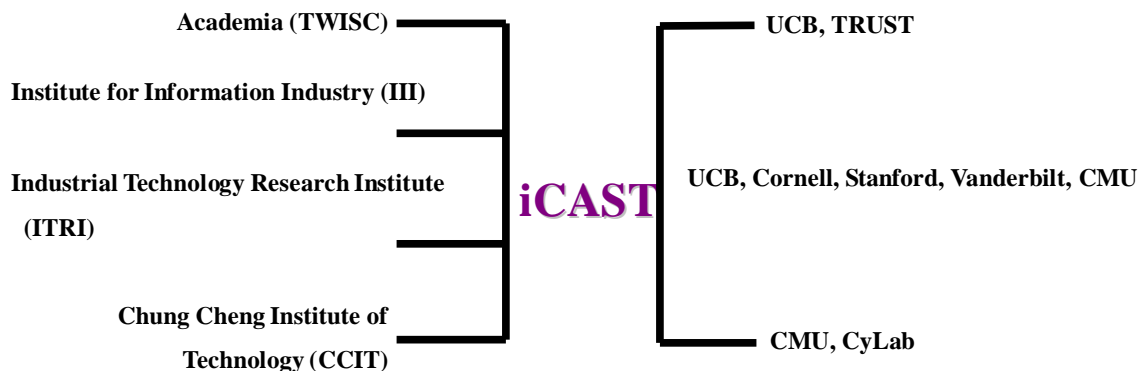 Academia (TWISC)
Institute for Information Industry (III)
Industrial Technology Research Institute
(ITRI)
Chung Cheng Institute of
Technology (CCIT)
iCAST
UCB, TRUST
UCB, Cornell, Stanford, Vanderbilt, CMU
CMU, CyLab